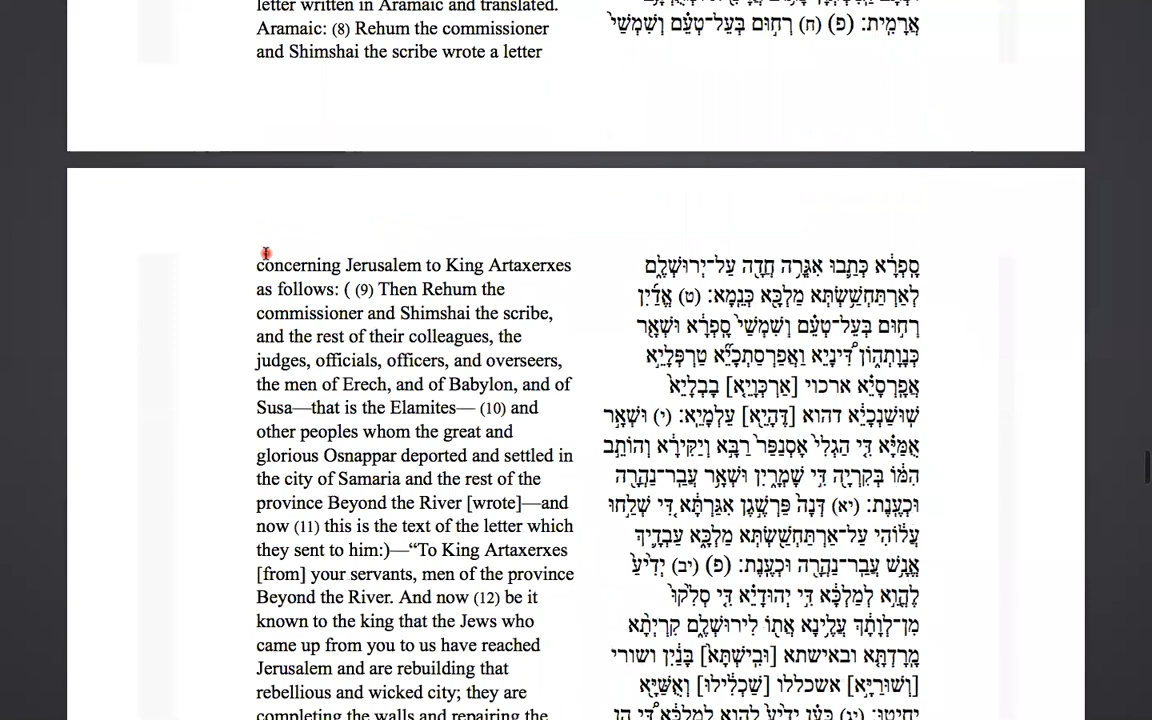 letter written in Aramaic and translated.
Aramaic: (8) Rehum the commissioner
and Shimshai the scribe wrote a letter
אֲרָמִֽית׃ (פ) (ח) רְח֣וּם בְּעֵל־טְעֵ֗ם וְשִׁמְשַׁי֙
concerning Jerusalem to King Artaxerxes
as follows: ( (9) Then Rehum the
commissioner and Shimshai the scribe,
and the rest of their colleagues, the
judges, officials, officers, and overseers,
the men of Erech, and of Babylon, and of
Susa—that is the Elamites— (10) and
other peoples whom the great and
glorious Osnappar deported and settled in
the city of Samaria and the rest of the
province Beyond the River [wrote]—and
now (11) this is the text of the letter which
they sent to him:)—“To King Artaxerxes
[from] your servants, men of the province
Beyond the River. And now (12) be it
known to the king that the Jews who
came up from you to us have reached
Jerusalem and are rebuilding that
rebellious and wicked city; they are
completing the walls and repairing the
סָֽפְרָ֔א כְּתַ֛בוּ אִגְּרָ֥ה חֲדָ֖ה עַל־יְרוּשְׁלֶ֑ם
לְאַרְתַּחְשַׁ֥שְׂתְּא מַלְכָּ֖א כְּנֵֽמָא׃ (ט) אֱדַ֜יִן
רְח֣וּם בְּעֵל־טְעֵ֗ם וְשִׁמְשַׁי֙ סָֽפְרָ֔א וּשְׁאָ֖ר
כְּנָוָתְה֑וֹן דִּ֠ינָיֵא וַאֲפַרְסַתְכָיֵ֞א טַרְפְּלָיֵ֣א
אֲפָֽרְסָיֵ֗א ארכוי [אַרְכְּוָיֵ֤א] בָבְלָיֵא֙
שֽׁוּשַׁנְכָיֵ֔א דהוא [דֶּהָיֵ֖א] עֵלְמָיֵֽא׃ (י) וּשְׁאָ֣ר
אֻמַּיָּ֗א דִּ֤י הַגְלִי֙ אָסְנַפַּר֙ רַבָּ֣א וְיַקִּירָ֔א וְהוֹתֵ֣ב
הִמּ֔וֹ בְּקִרְיָ֖ה דִּ֣י שָׁמְרָ֑יִן וּשְׁאָ֥ר עֲבַר־נַהֲרָ֖ה
וּכְעֶֽנֶת׃ (יא) דְּנָה֙ פַּרְשֶׁ֣גֶן אִגַּרְתָּ֔א דִּ֚י שְׁלַ֣חוּ
עֲל֔וֹהִי עַל־אַרְתַּחְשַׁ֖שְׂתְּא מַלְכָּ֑א עַבְדָ֛יךְ
אֱנָ֥שׁ עֲבַֽר־נַהֲרָ֖ה וּכְעֶֽנֶת׃ (פ) (יב) יְדִ֙יעַ֙
לֶהֱוֵ֣א לְמַלְכָּ֔א דִּ֣י יְהוּדָיֵ֗א דִּ֤י סְלִ֙קוּ֙
מִן־לְוָתָ֔ךְ עֲלֶ֥ינָא אֲת֖וֹ לִירוּשְׁלֶ֑ם קִרְיְתָ֨א
מָֽרָדְתָּ֤א ובאישתא [וּבִֽישְׁתָּא֙] בָּנַ֔יִן ושורי
[וְשׁוּרַיָּ֣א] אשכללו [שַׁכְלִ֔ילוּ] וְאֻשַּׁיָּ֖א
יַחִֽיטוּ׃ (יג) כְּעַ֗ן יְדִ֙יעַ֙ לֶהֱוֵ֣א לְמַלְכָּ֔א דִּ֠י הֵ֣ן